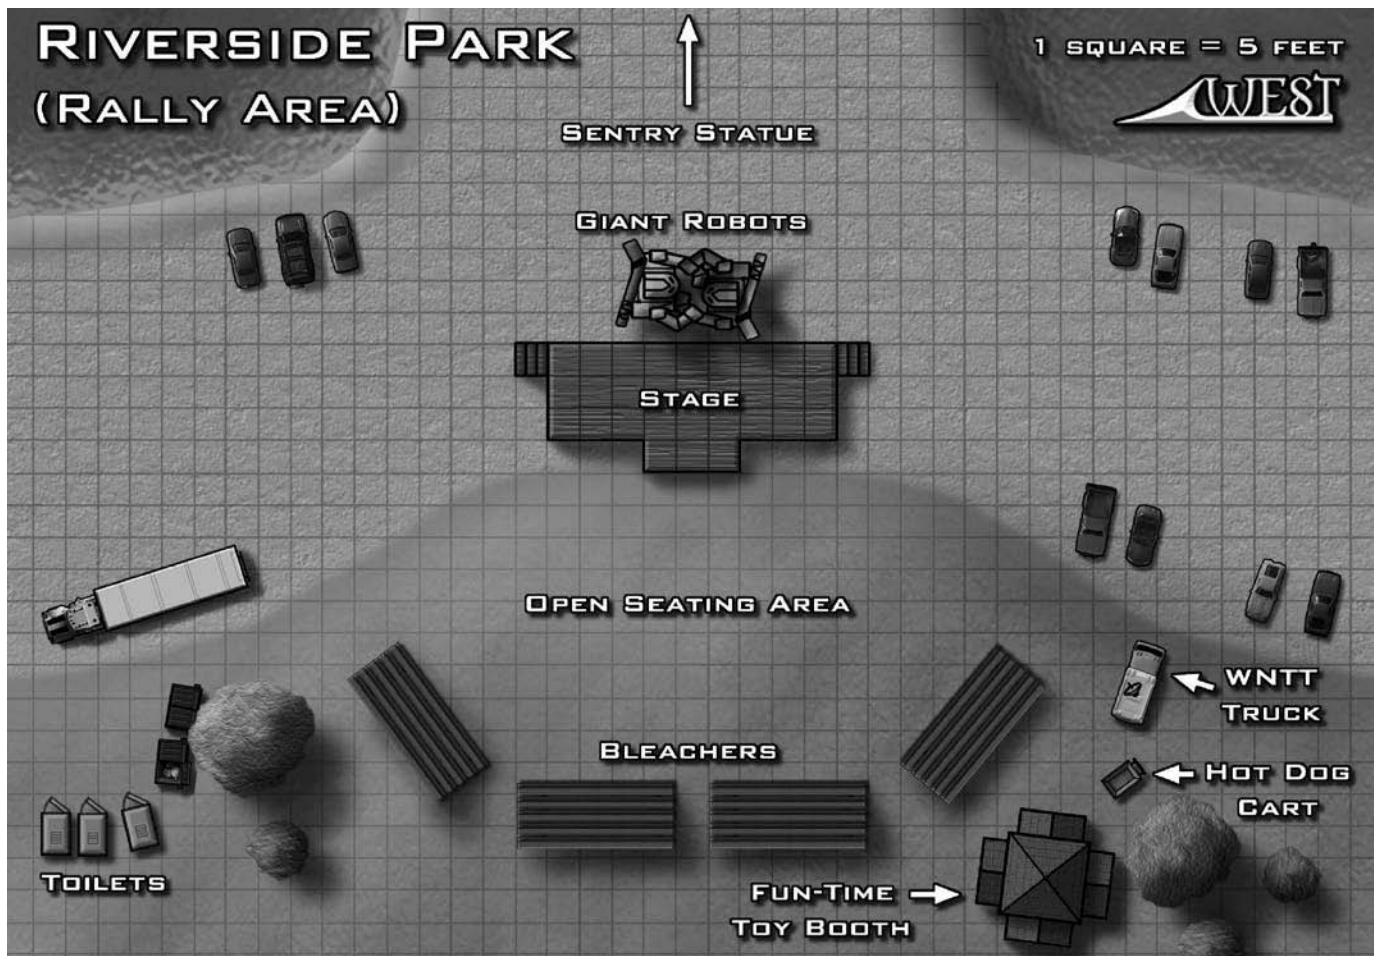 RIVERSIDE PARK
(RALLY AREA)
1 SQUARE = 5 FEET
WEST
SENTRY STATUE
GIANT ROBOTS
STAGE
OPEN SEATING AREA
WNTT
TRUCK
BLEACHERS
HOT DOG
CART
TOILETS
FUN-TIME
TOY BOOTH